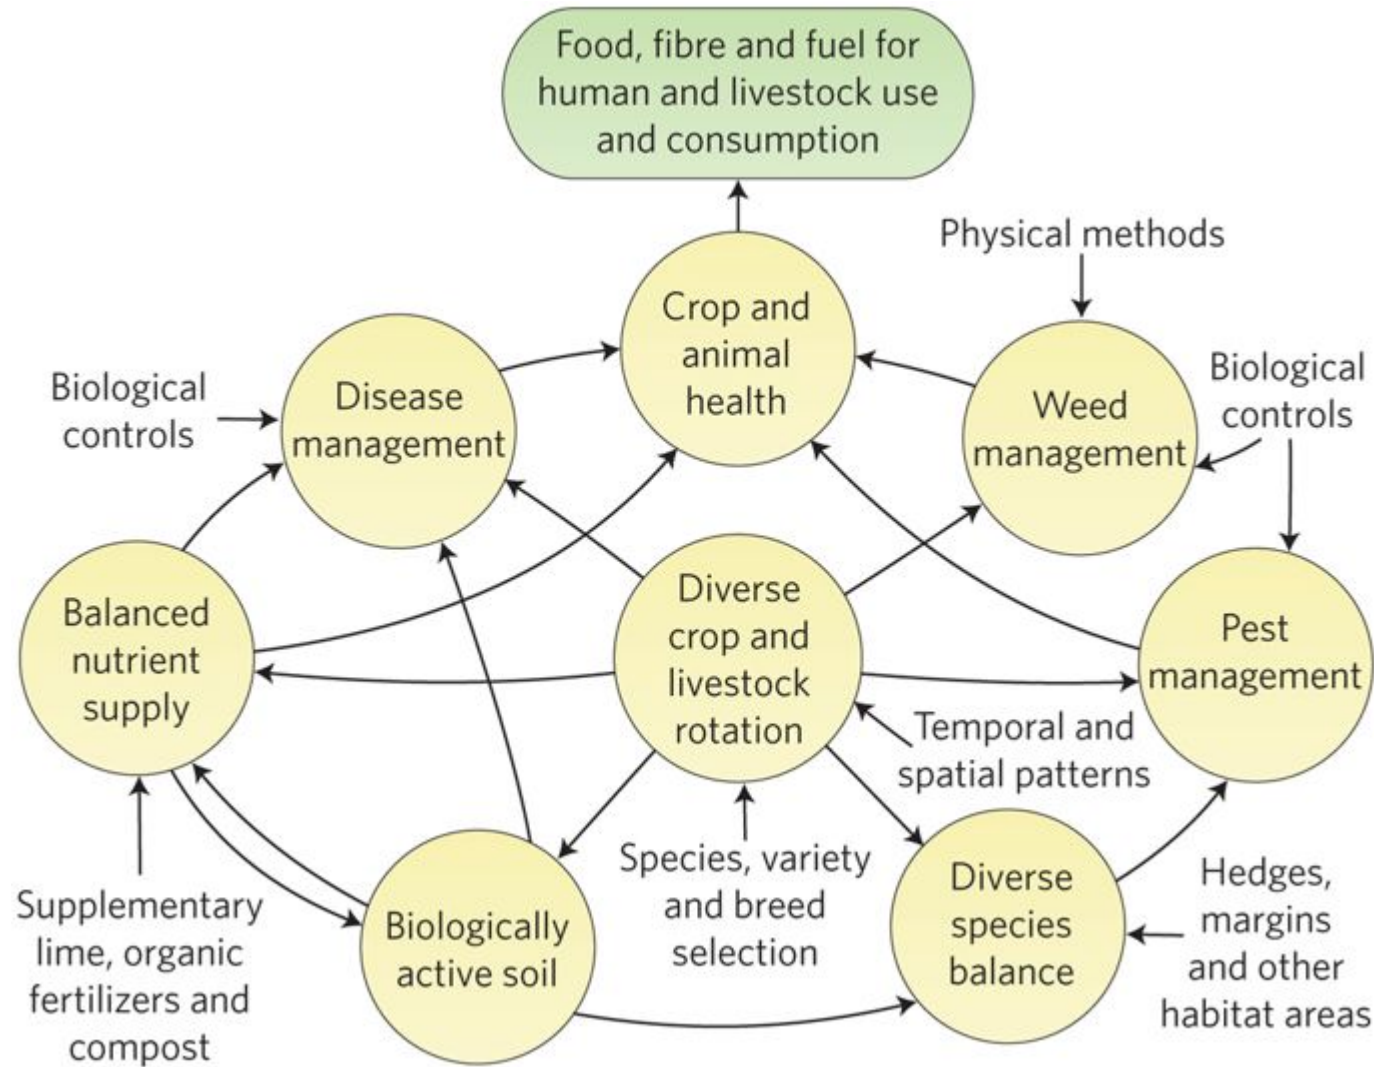 Food, fibre and fuel for
human and livestock use
and consumption
Physical methods
Crop and
animal
health
Biological
controls
Disease
management
Weed
management
Biological
controls
Balanced
nutrient
supply
Diverse
crop and
livestock
rotation
Pest
management
Temporal and
spatial patterns
Supplementary
lime, organic
fertilizers and
compost
Biologically
active soil
Species, variety
and breed
selection
Diverse
species
balance
Hedges,
margins
and other
habitat areas